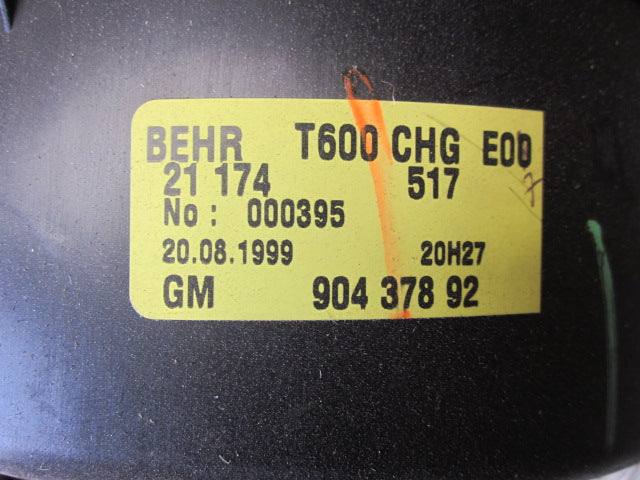 BEHR T600 CHG E00
21 174 517
No : 000395
20.08.1999 20H27
GM 904 378 92